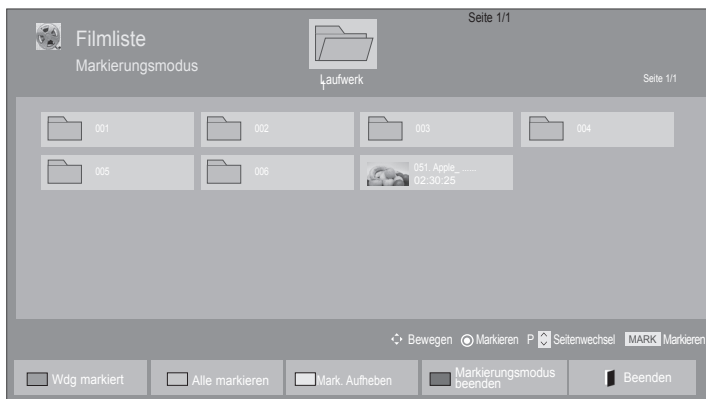 Seite 1/1
Filmliste
Markierungsmodus
Laufwerk
1
Seite 1/1
001 002 003 004
005 006 051. Apple_ ......
02:30:25
Bewegen Markieren P Seitenwechsel MARK Markieren
Wdg markiert Alle markieren Mark. Aufheben Markierungsmodus beenden Beenden